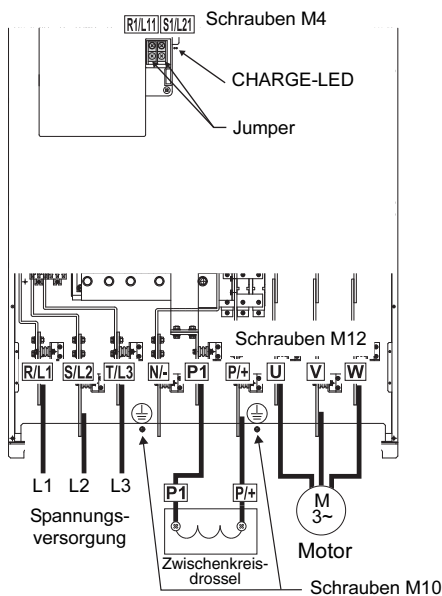 R1/L11 S1/L21 Schrauben M4
CHARGE-LED
Jumper
Schrauben M12
R/L1 S/L2 T/L3 N/- P1 P/+ U V W
L1 L2 L3
Spannungs-
versorgung
P1 P/+
Zwischenkreis-
drossel
M
3~
Motor
Schrauben M10